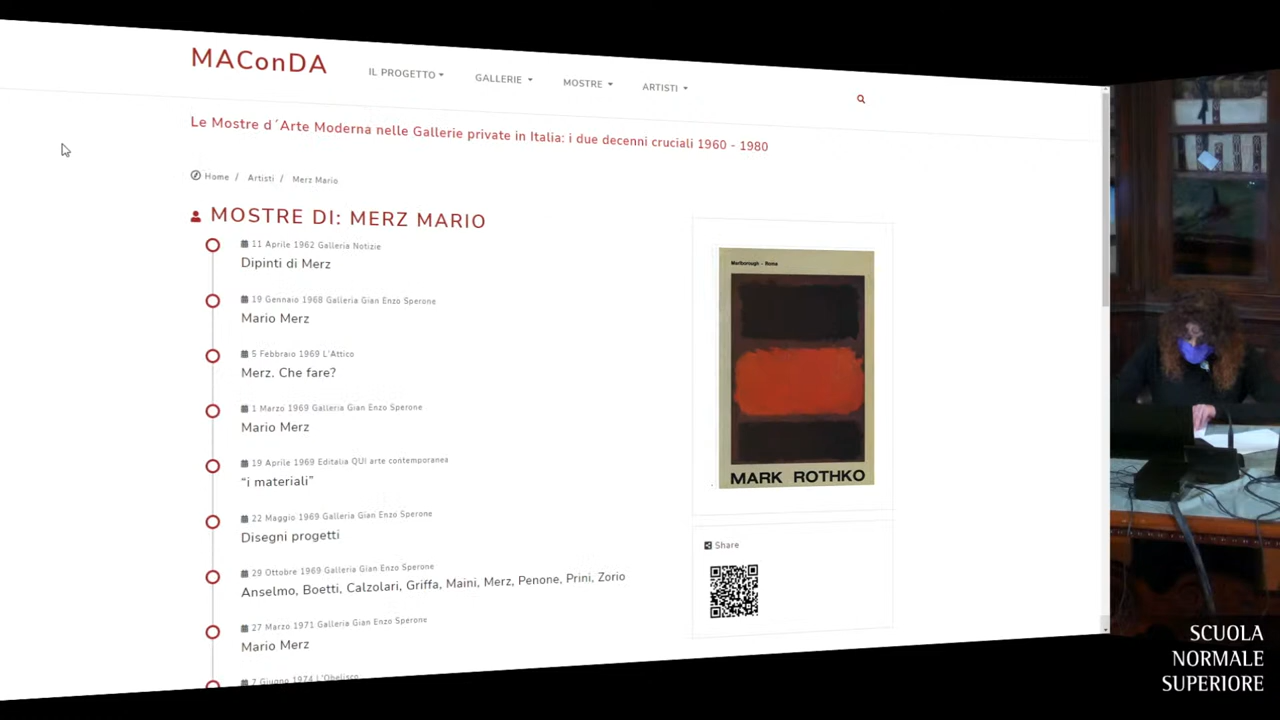 MAConDA
IL PROGETTO
GALLERIE
MOSTRE
ARTISTI
Le Mostre d´Arte Moderna nelle Gallerie private in Italia: i due decenni cruciali 1960 - 1980
Home / Artisti / Merz Mario
MOSTRE DI: MERZ MARIO
11 Aprile 1962 Galleria Notizie
Dipinti di Merz
19 Gennaio 1968 Galleria Gian Enzo Sperone
Mario Merz
5 Febbraio 1969 L'Attico
Merz. Che fare?
1 Marzo 1969 Galleria Gian Enzo Sperone
Mario Merz
19 Aprile 1969 Editalia QUI arte contemporanea
“i materiali”
22 Maggio 1969 Galleria Gian Enzo Sperone
Disegni progetti
29 Ottobre 1969 Galleria Gian Enzo Sperone
Anselmo, Boetti, Calzolari, Griffa, Maini, Merz, Penone, Prini, Zorio
27 Marzo 1971 Galleria Gian Enzo Sperone
Mario Merz
7 Giugno 1974 L'Obelisco
Marlborough - Roma
MARK ROTHKO
Share
SCUOLA
NORMALE
SUPERIORE